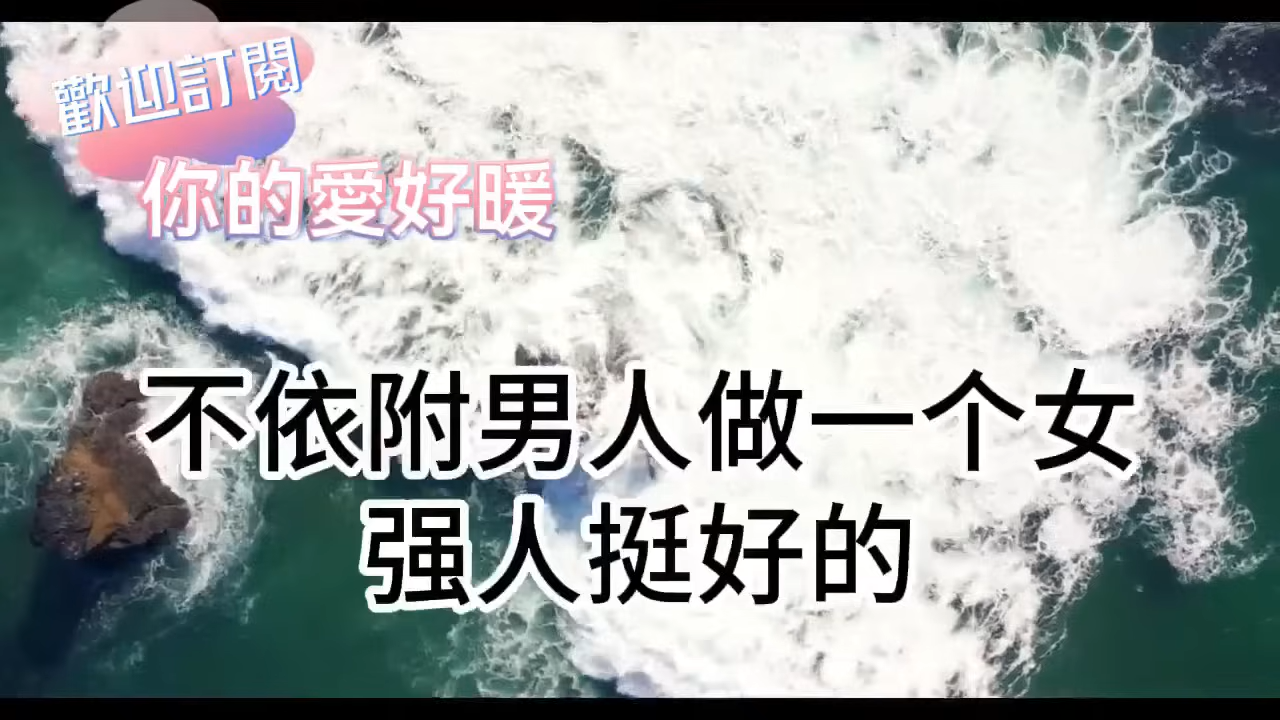 歡迎訂閱
你的愛好暖
不依附男人做一个女
强人挺好的